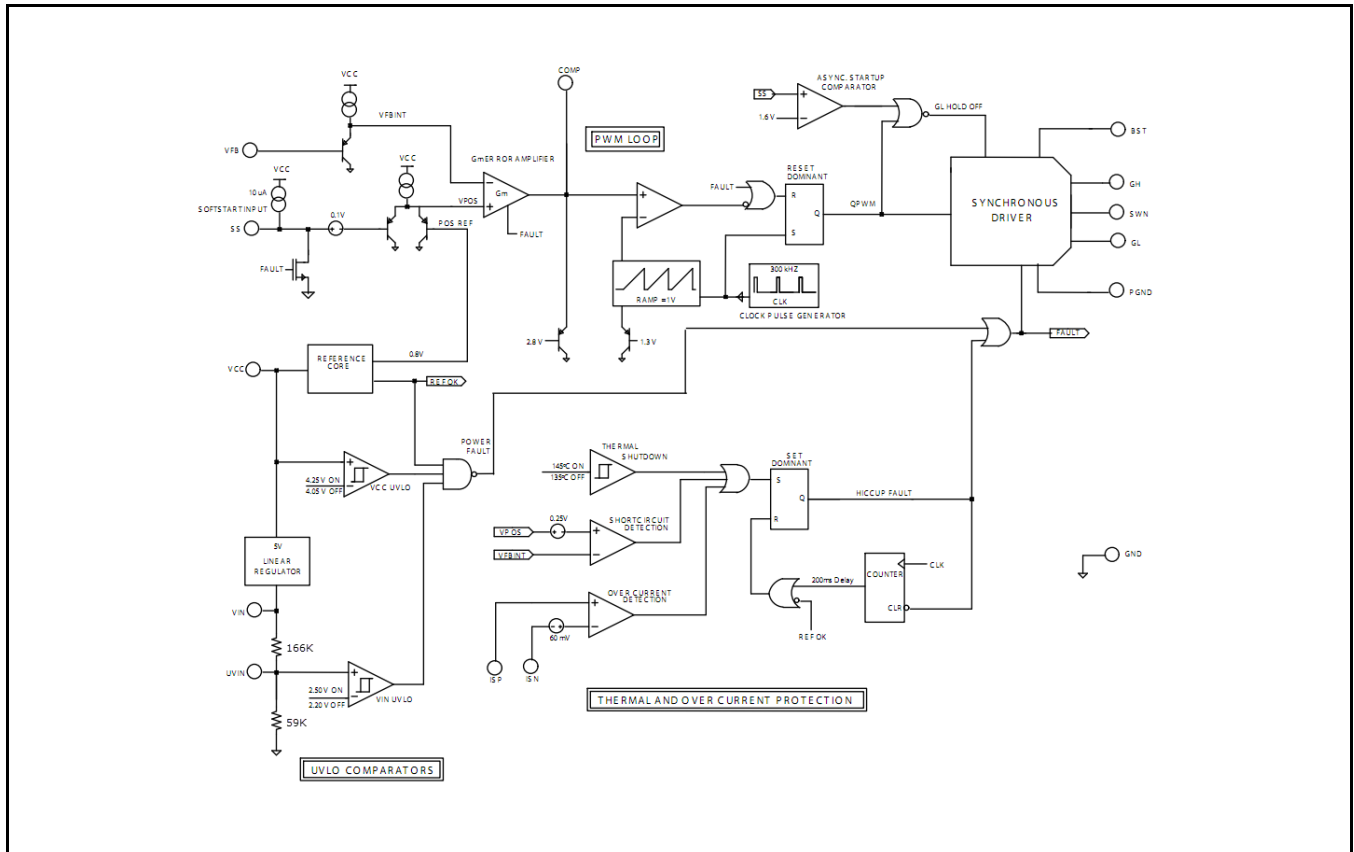 COMP
VCC
VFBINT
VFB
GmERROR AMPLIFIER
VCC
VCC
10uA
SOFTSTART INPUT
SS
0.1V
VPOS
POS REF
−
Gm
+
FAULT
FAULT
PWM LOOP
ASYNC. STARTUP
COMPARATOR
SS
+
1.6V
−
GL HOLD OFF
BST
GH
SWN
GL
PGND
SYNCHRONOUS
DRIVER
RESET
DOMNANT
FAULT
R
Q
S
QPWM
+
−
RAMP =1V
300 kHZ
CLK
CLOCK PULSE GENERATOR
2.8 V
1.3 V
FAULT
VCC
REFERENCE
CORE
0.8V
REFOK
POWER
FAULT
+
4.25V ON
4.05V OFF
−
VCC UVLO
5V
LINEAR
REGULATOR
VIN
166K
UVIN
+
2.50V ON
2.20V OFF
−
VIN UVLO
59K
UVLO COMPARATORS
THERMAL
SHUTDOWN
145ºC ON
135ºC OFF
SET
DOMNANT
S
Q
R
HICCUP FAULT
0.25V
SHORTCIRCUIT
DETECTION
VPOS
+
VFBINT
−
OVER CURRENT
DETECTION
+
−
60 mV
ISP
ISN
200ms Delay
COUNTER
CLK
CLR
REFOK
GND
THERMAL AND OVER CURRENT PROTECTION